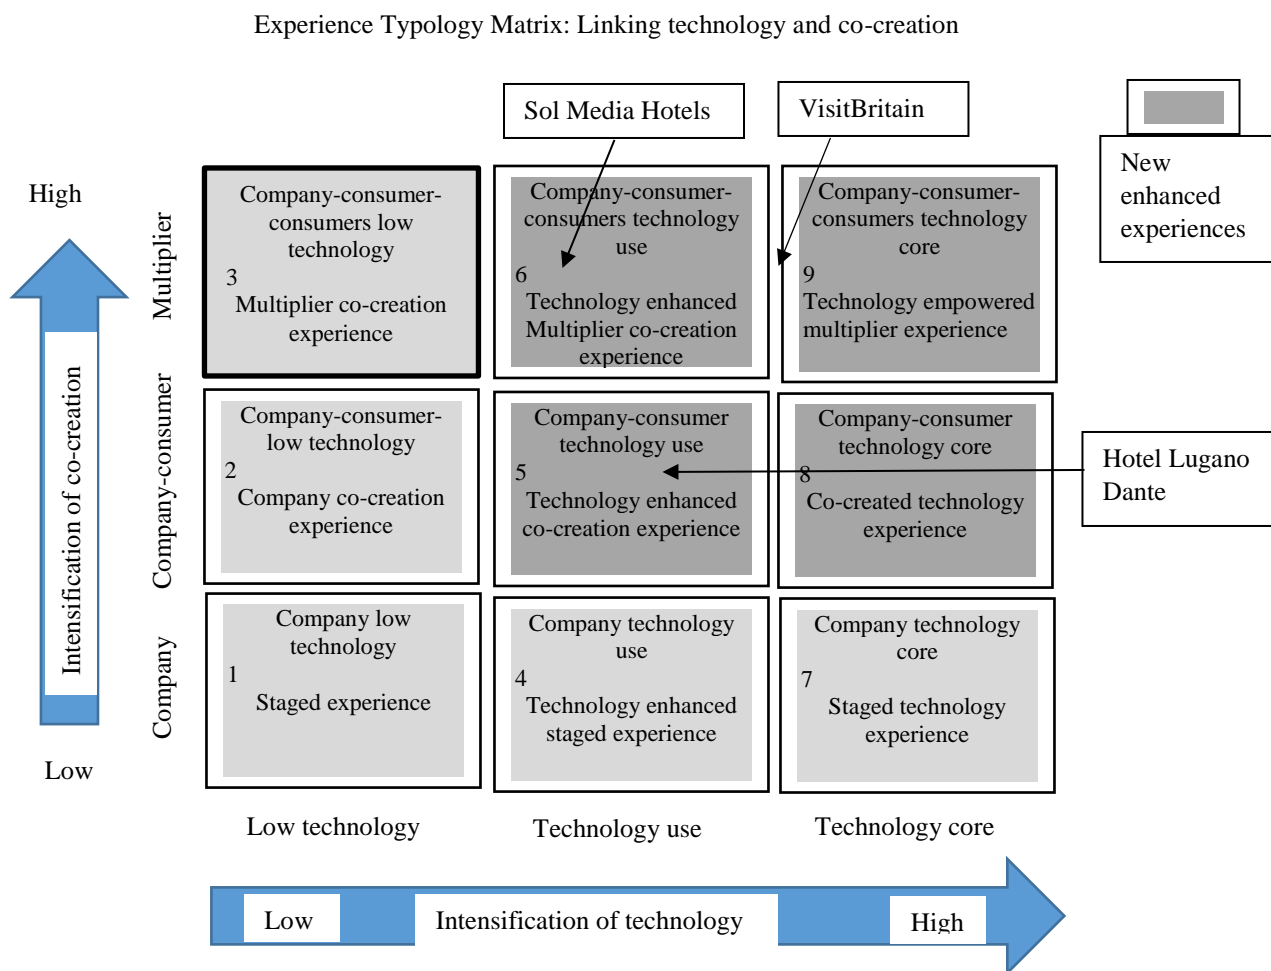 Experience Typology Matrix: Linking technology and co-creation
Sol Media Hotels
VisitBritain
New
enhanced
experiences
High
Intensification of co-creation
Low
Multiplier
Company-consumer
Company
Company-consumer-
consumers low
technology
3
Multiplier co-creation
experience
Company-consumer-
consumers technology
use
6
Technology enhanced
Multiplier co-creation
experience
Company-consumer-
consumers technology
core
9
Technology empowered
multiplier experience
Company-consumer-
low technology
2
Company co-creation
experience
Company-consumer
technology use
5
Technology enhanced
co-creation experience
Company-consumer
technology core
8
Co-created technology
experience
Hotel Lugano
Dante
Company low
technology
1
Staged experience
Company technology
use
4
Technology enhanced
staged experience
Company technology
core
7
Staged technology
experience
Low technology
Technology use
Technology core
Low
Intensification of technology
High